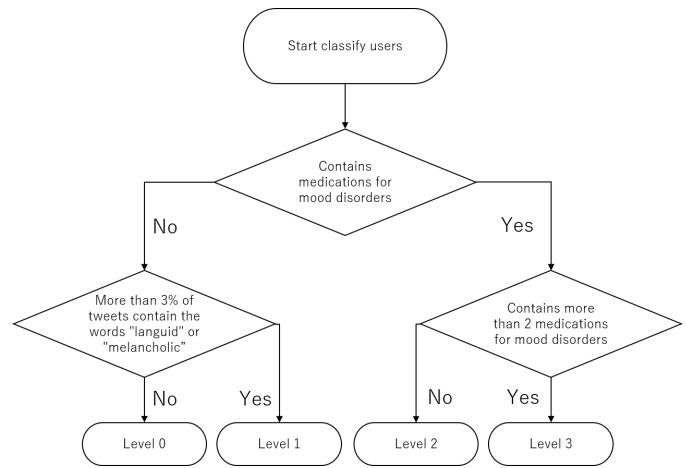 Start classify users
Contains
medications for
mood disorders
No
Yes
More than 3% of
tweets contain the
words "languid" or
"melancholic”
Contains more
than 2 medications
for mood disorders
No
Yes
No
Yes
Level 0
Level 1
Level 2
Level 3